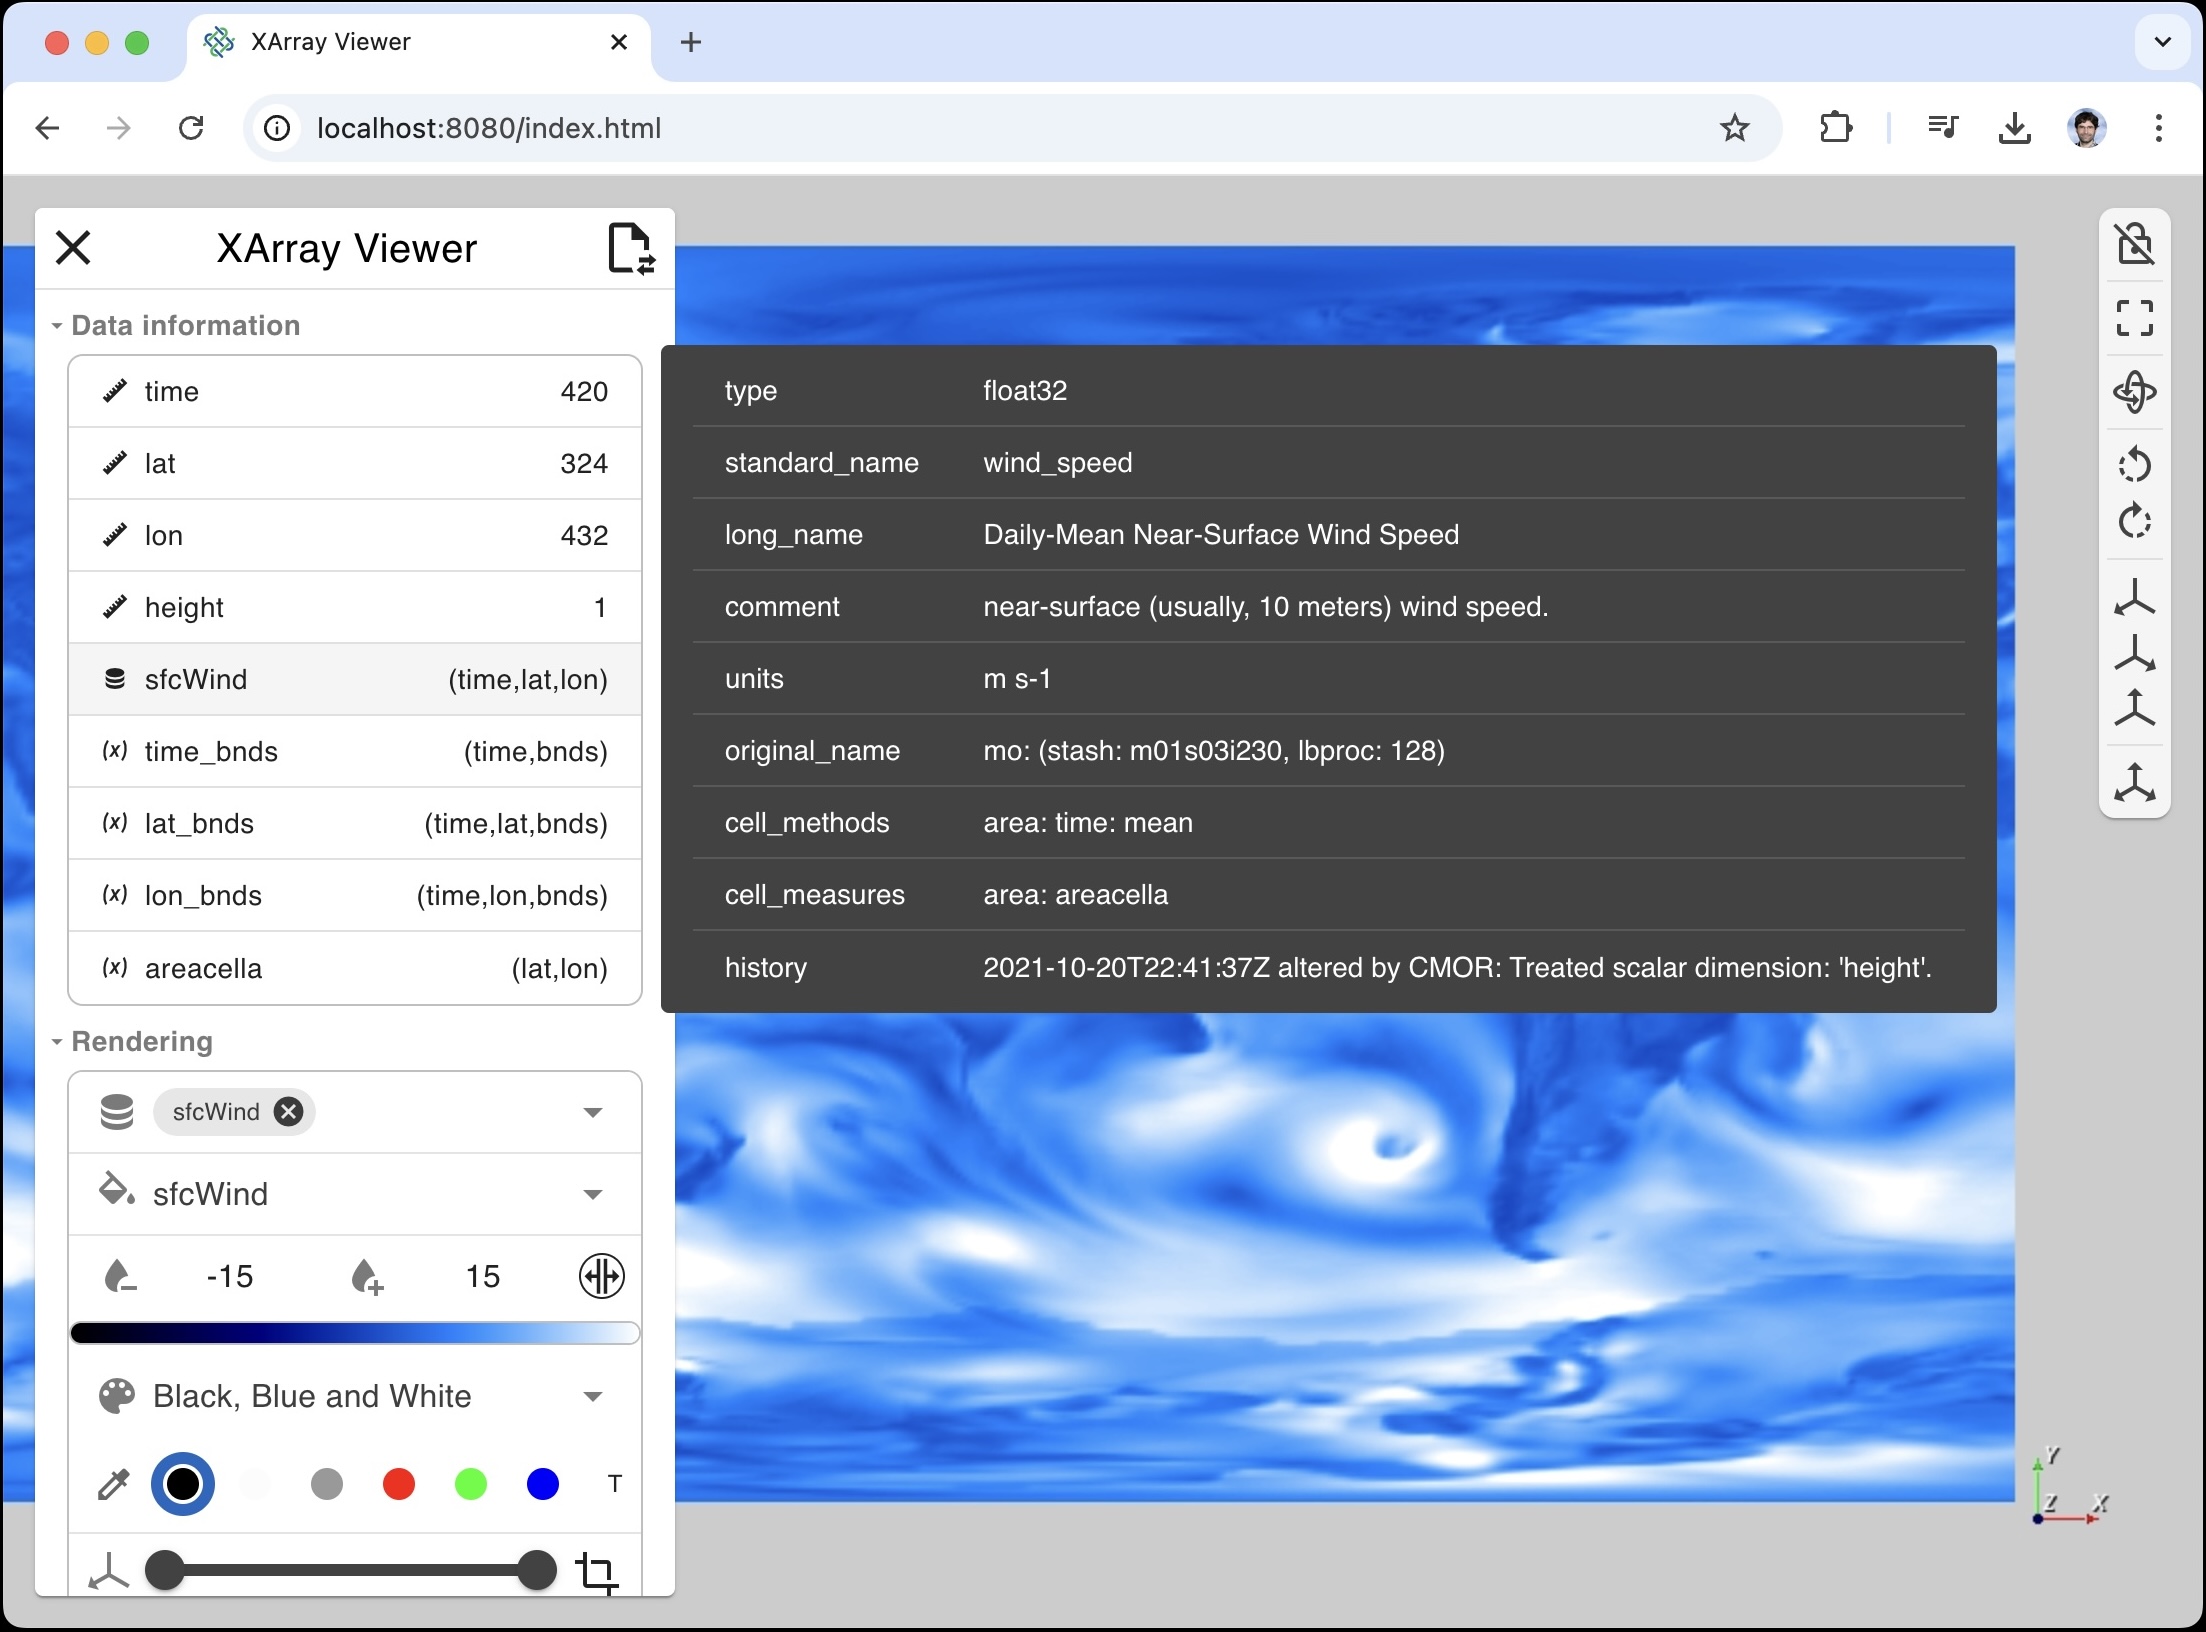 XArray Viewer
localhost:8080/index.html
XArray Viewer
Data information
time 420
lat 324
lon 432
height 1
sfcWind (time,lat,lon)
(x) time_bnds (time,bnds)
(x) lat_bnds (time,lat,bnds)
(x) lon_bnds (time,lon,bnds)
(x) areacella (lat,lon)
type float32
standard_name wind_speed
long_name Daily-Mean Near-Surface Wind Speed
comment near-surface (usually, 10 meters) wind speed.
units m s-1
original_name mo: (stash: m01s03i230, lbproc: 128)
cell_methods area: time: mean
cell_measures area: areacella
history 2021-10-20T22:41:37Z altered by CMOR: Treated scalar dimension: 'height'.
Rendering
sfcWind
sfcWind
-15 15
Black, Blue and White
T
Y
Z X